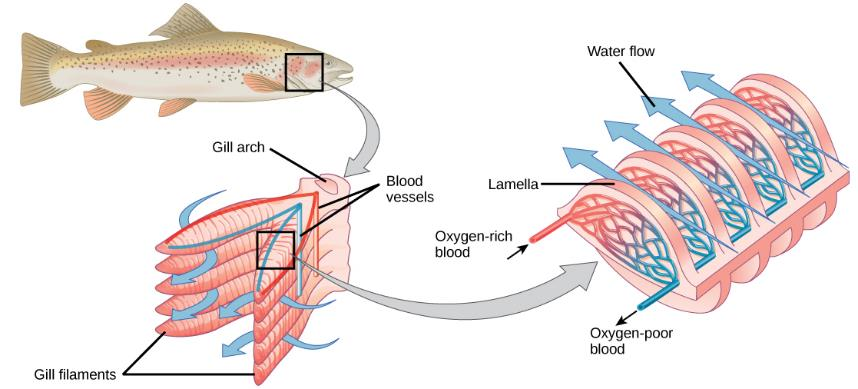 Water flow
Gill arch
Blood
vessels
Lamella
Oxygen-rich
blood
Oxygen-poor
blood
Gill filaments